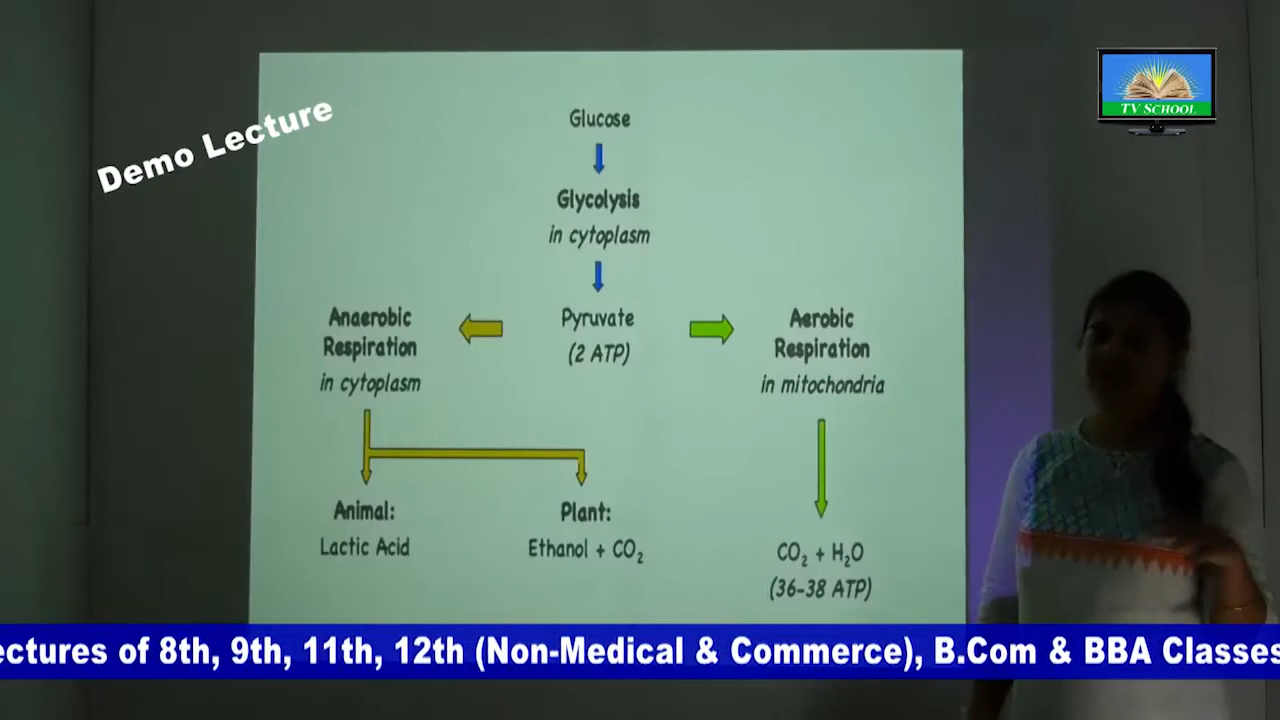 Demo Lecture
TV SCHOOL
Glucose
Glycolysis
in cytoplasm
Pyruvate
(2 ATP)
Anaerobic
Respiration
in cytoplasm
Aerobic
Respiration
in mitochondria
Animal:
Lactic Acid
Plant:
Ethanol + CO₂
CO₂ + H₂O
(36-38 ATP)
ectures of 8th, 9th, 11th, 12th (Non-Medical & Commerce), B.Com & BBA Classes